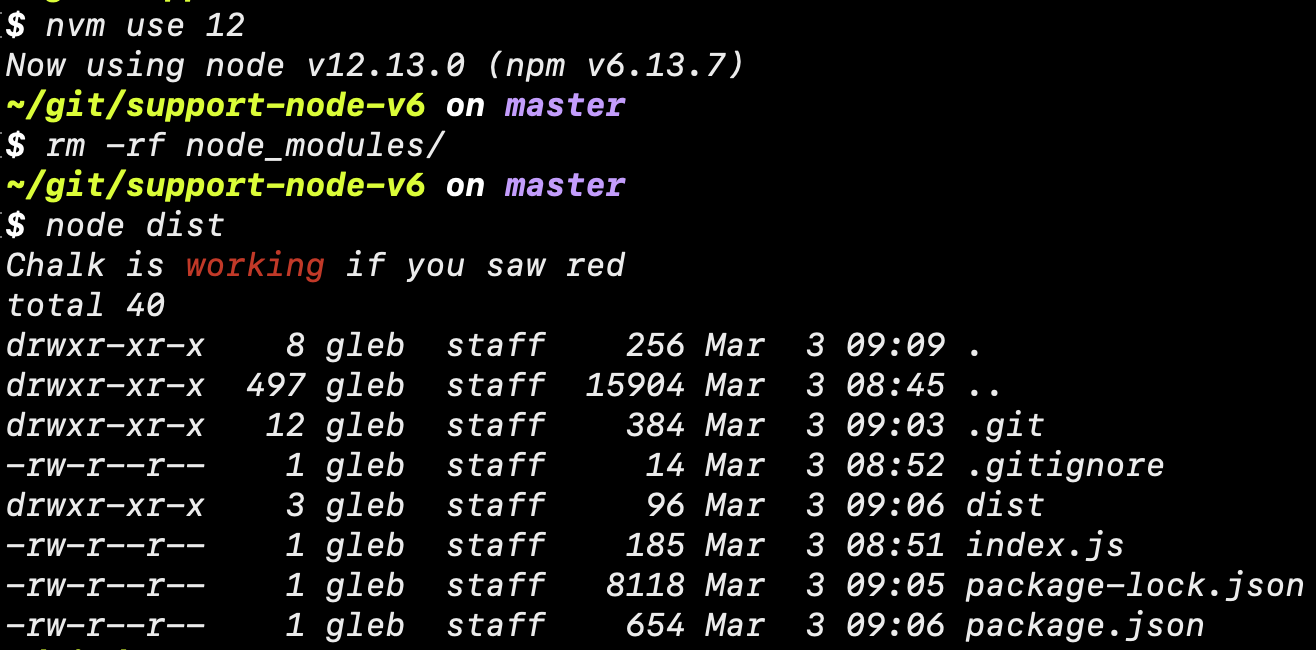 $ nvm use 12
Now using node v12.13.0 (npm v6.13.7)
~/git/support-node-v6 on master
$ rm -rf node_modules/
~/git/support-node-v6 on master
$ node dist
Chalk is working if you saw red
total 40
drwxr-xr-x    8 gleb  staff    256 Mar  3 09:09 .
drwxr-xr-x  497 gleb  staff  15904 Mar  3 08:45 ..
drwxr-xr-x   12 gleb  staff    384 Mar  3 09:03 .git
-rw-r--r--    1 gleb  staff     14 Mar  3 08:52 .gitignore
drwxr-xr-x    3 gleb  staff     96 Mar  3 09:06 dist
-rw-r--r--    1 gleb  staff    185 Mar  3 08:51 index.js
-rw-r--r--    1 gleb  staff   8118 Mar  3 09:05 package-lock.json
-rw-r--r--    1 gleb  staff    654 Mar  3 09:06 package.json